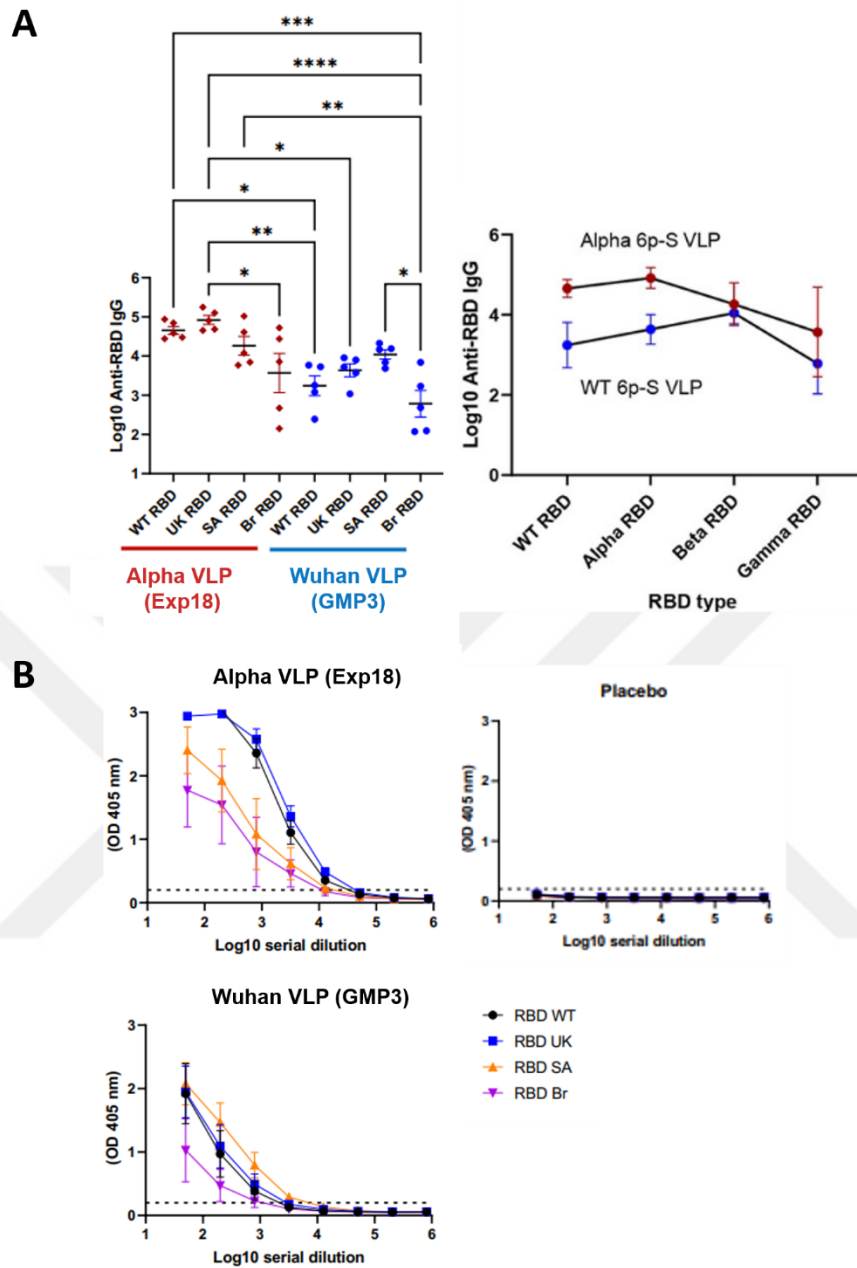 A
***
****
**
*
*
**
*
*
Log10 Anti-RBD IgG
6
5
4
3
2
1
WT RBD
UK RBD
SA RBD
Br RBD
WT RBD
UK RBD
SA RBD
Br RBD
Alpha VLP
(Exp18)
Wuhan VLP
(GMP3)
Log10 Anti-RBD IgG
6
4
2
0
Alpha 6p-S VLP
WT 6p-S VLP
WT RBD
Alpha RBD
Beta RBD
Gamma RBD
RBD type
B
Alpha VLP (Exp18)
(OD 405 nm)
3
2
1
0
1 2 3 4 5 6
Log10 serial dilution
Placebo
(OD 405 nm)
3
2
1
0
1 2 3 4 5 6
Log10 serial dilution
Wuhan VLP (GMP3)
(OD 405 nm)
3
2
1
0
1 2 3 4 5 6
Log10 serial dilution
RBD WT
RBD UK
RBD SA
RBD Br